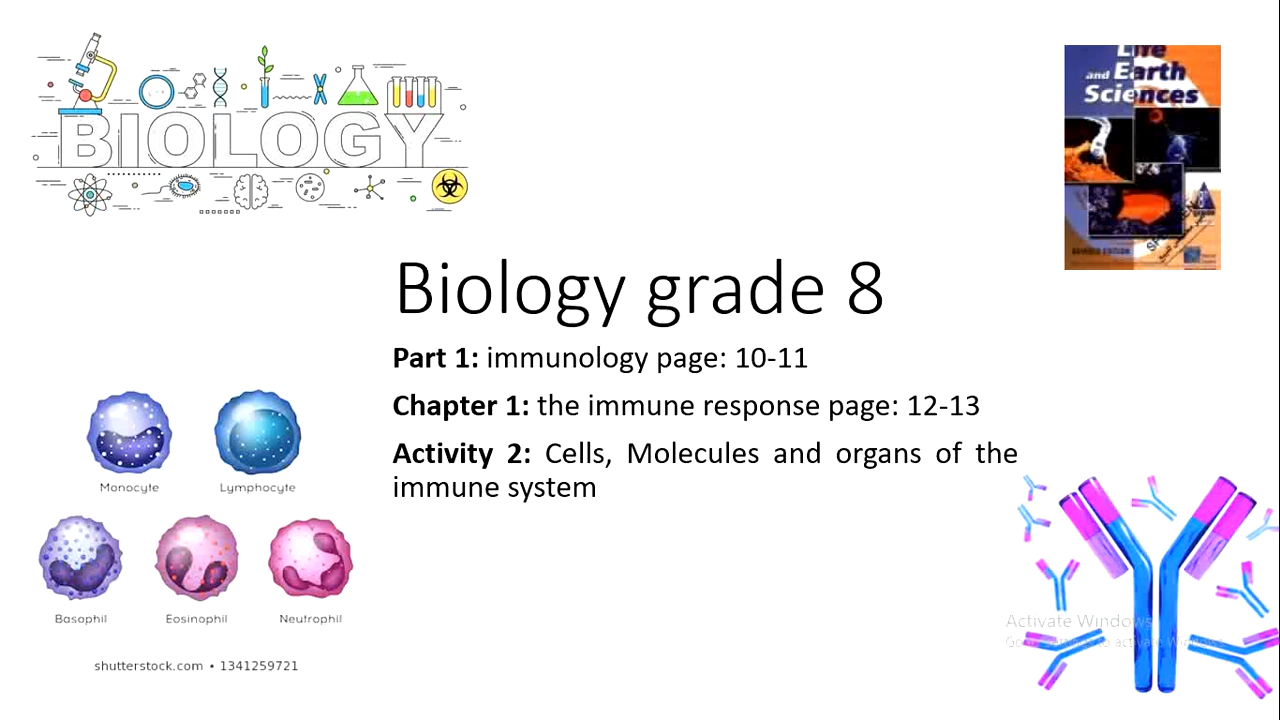 BIOLOGY
Life
and Earth
Sciences
Biology grade 8
Part 1: immunology page: 10-11
Chapter 1: the immune response page: 12-13
Activity 2: Cells, Molecules and organs of the
immune system
Monocyte
Lymphocyte
Basophil
Eosinophil
Neutrophil
shutterstock.com • 1341259721
Activate Windows